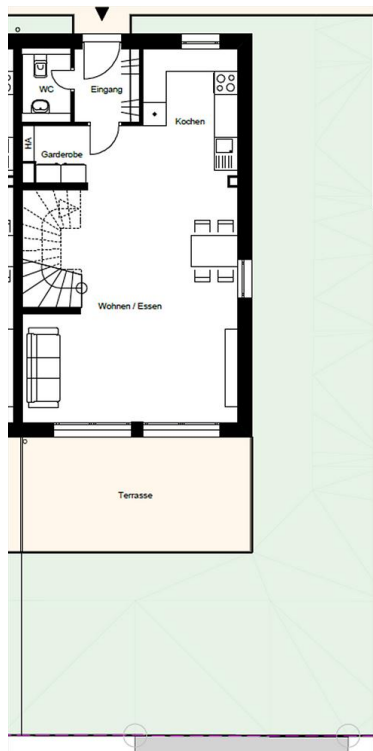 WC
Eingang
Kochen
HA
Garderobe
Wohnen / Essen
Terrasse